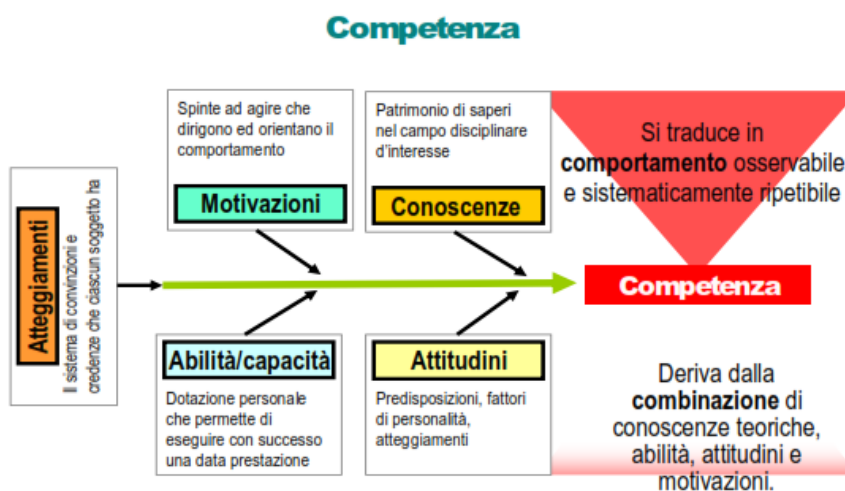 Competenza
Spinte ad agire che
dirigono ed orientano il
comportamento
Motivazioni
Patrimonio di saperi
nel campo disciplinare
d'interesse
Conoscenze
Si traduce in
comportamento osservabile
e sistematicamente ripetibile
Atteggiamenti
Il sistema di convinzioni e
credenze che ciascun soggetto ha
Competenza
Abilità/capacità
Dotazione personale
che permette di
eseguire con successo
una data prestazione
Attitudini
Predisposizioni, fattori
di personalità,
atteggiamenti
Deriva dalla
combinazione di
conoscenze teoriche,
abilità, attitudini e
motivazioni.